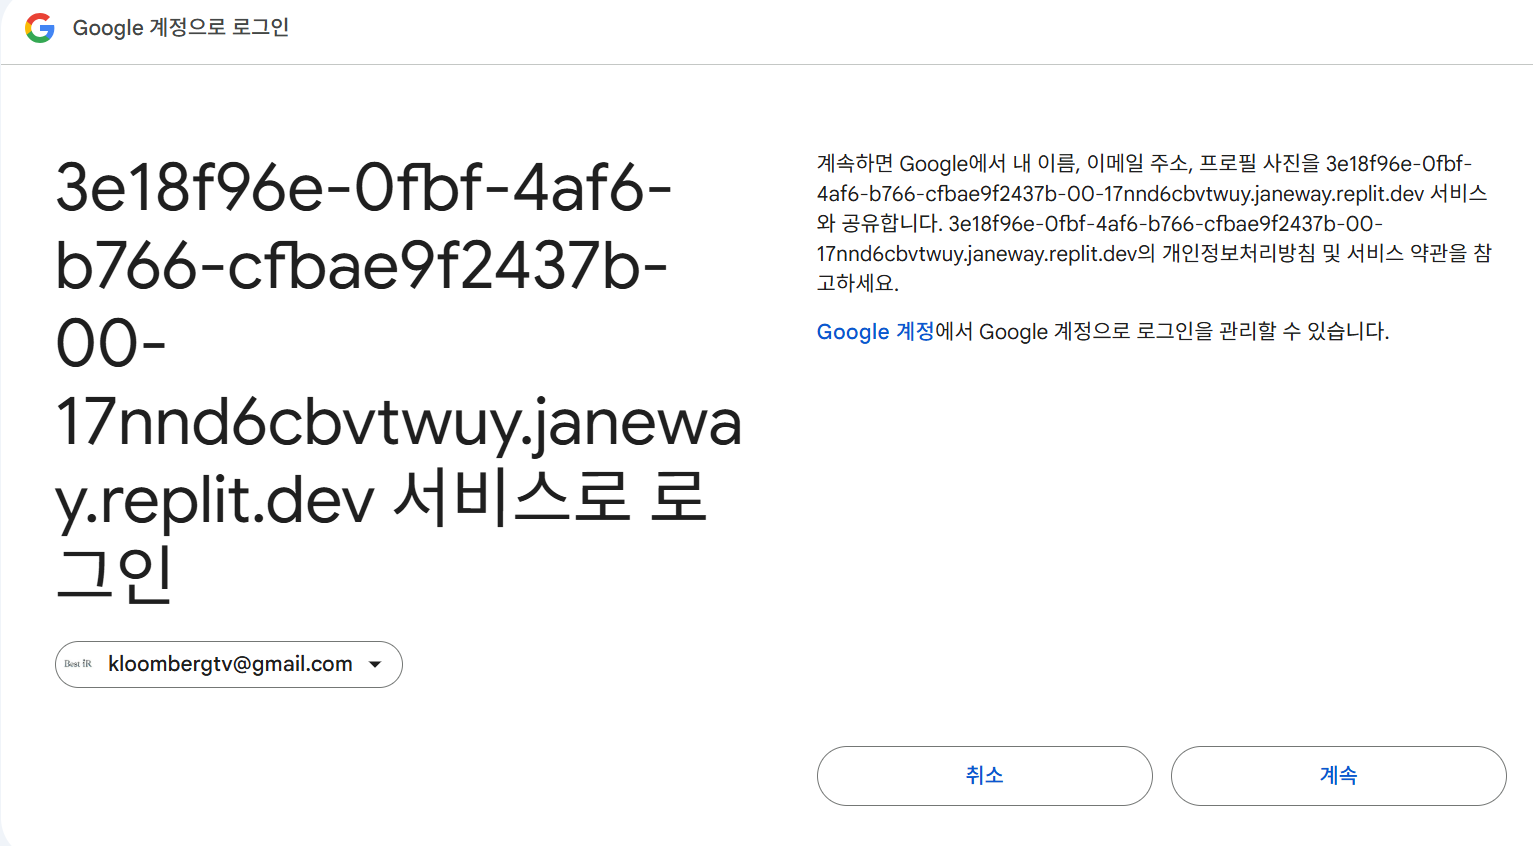 Google 계정으로 로그인
3e18f96e-0fbf-4af6-
b766-cfbae9f2437b-
00-
17nnd6cbvtwuy.janewa
y.replit.dev 서비스로 로
그인
Best iR
kloombergtv@gmail.com
계속하면 Google에서 내 이름, 이메일 주소, 프로필 사진을 3e18f96e-0fbf-
4af6-b766-cfbae9f2437b-00-17nnd6cbvtwuy.janeway.replit.dev 서비스
와 공유합니다. 3e18f96e-0fbf-4af6-b766-cfbae9f2437b-00-
17nnd6cbvtwuy.janeway.replit.dev의 개인정보처리방침 및 서비스 약관을 참
고하세요.
Google 계정에서 Google 계정으로 로그인을 관리할 수 있습니다.
취소
계속